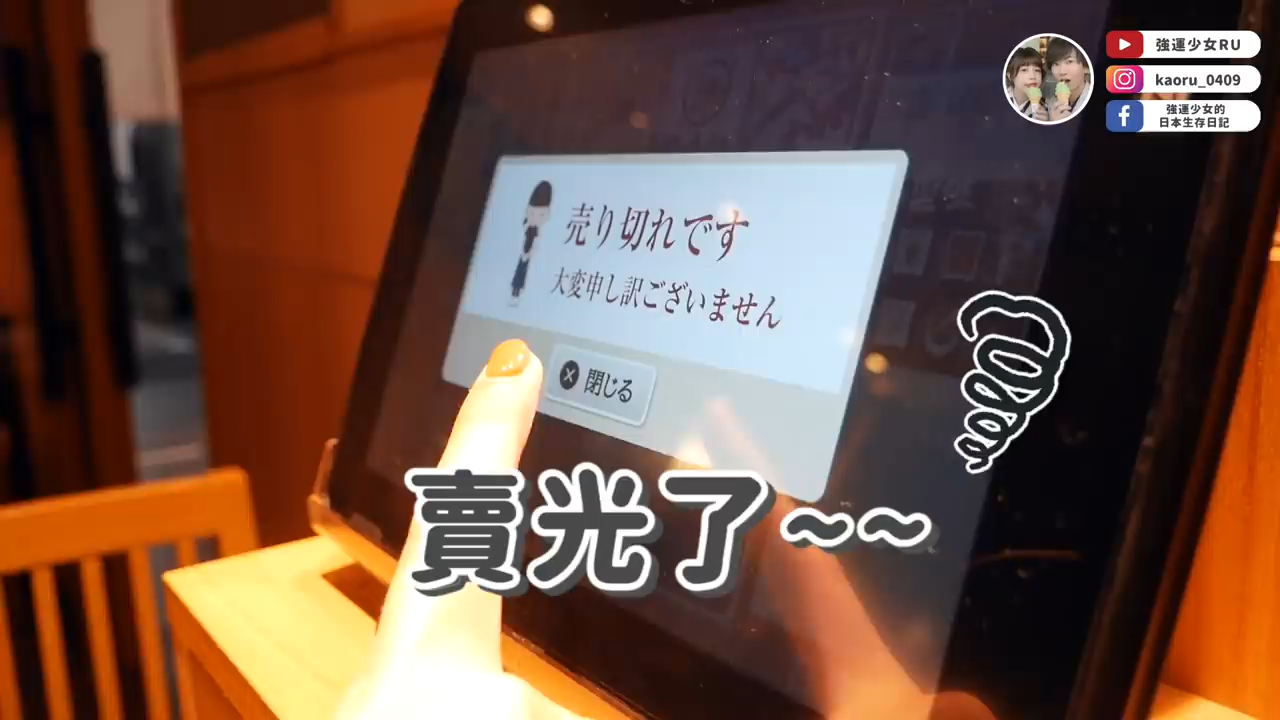 強運少女RU
kaoru_0409
強運少女的
日本生存日記
売り切れです
大変申し訳ございません
閉じる
賣光了~~